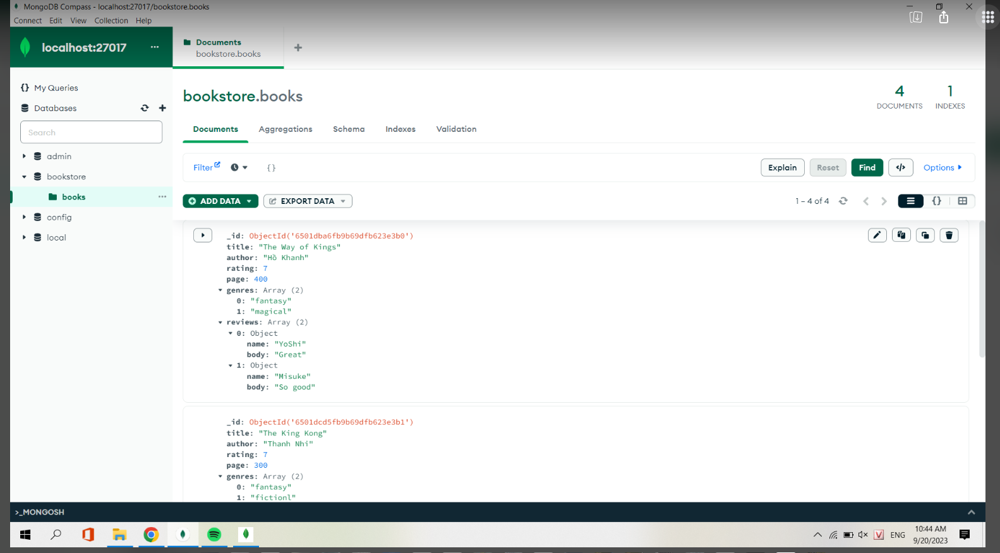 MongoDB Compass - localhost:27017/bookstore.books
Connect Edit View Collection Help
localhost:27017
Documents
bookstore.books
My Queries
Databases
Search
admin
bookstore
books
config
local
bookstore.books
4
DOCUMENTS
1
INDEXES
Documents Aggregations Schema Indexes Validation
Filter {} Explain Reset Find </> Options
ADD DATA EXPORT DATA 1 – 4 of 4 {}
_id: ObjectId('6501dba6fb9b69dfb623e3b0')
title: "The Way of Kings"
author: "Hồ Khanh"
rating: 7
page: 400
genres: Array (2)
0: "fantasy"
1: "magical"
reviews: Array (2)
0: Object
name: "YoShi"
body: "Great"
1: Object
name: "Misuke"
body: "So good"
_id: ObjectId('6501dcd5fb9b69dfb623e3b1')
title: "The King Kong"
author: "Thanh Nhi"
rating: 7
page: 300
genres: Array (2)
0: "fantasy"
1: "fictionl"
>_MONGOSH
ENG
10:44 AM
9/20/2023